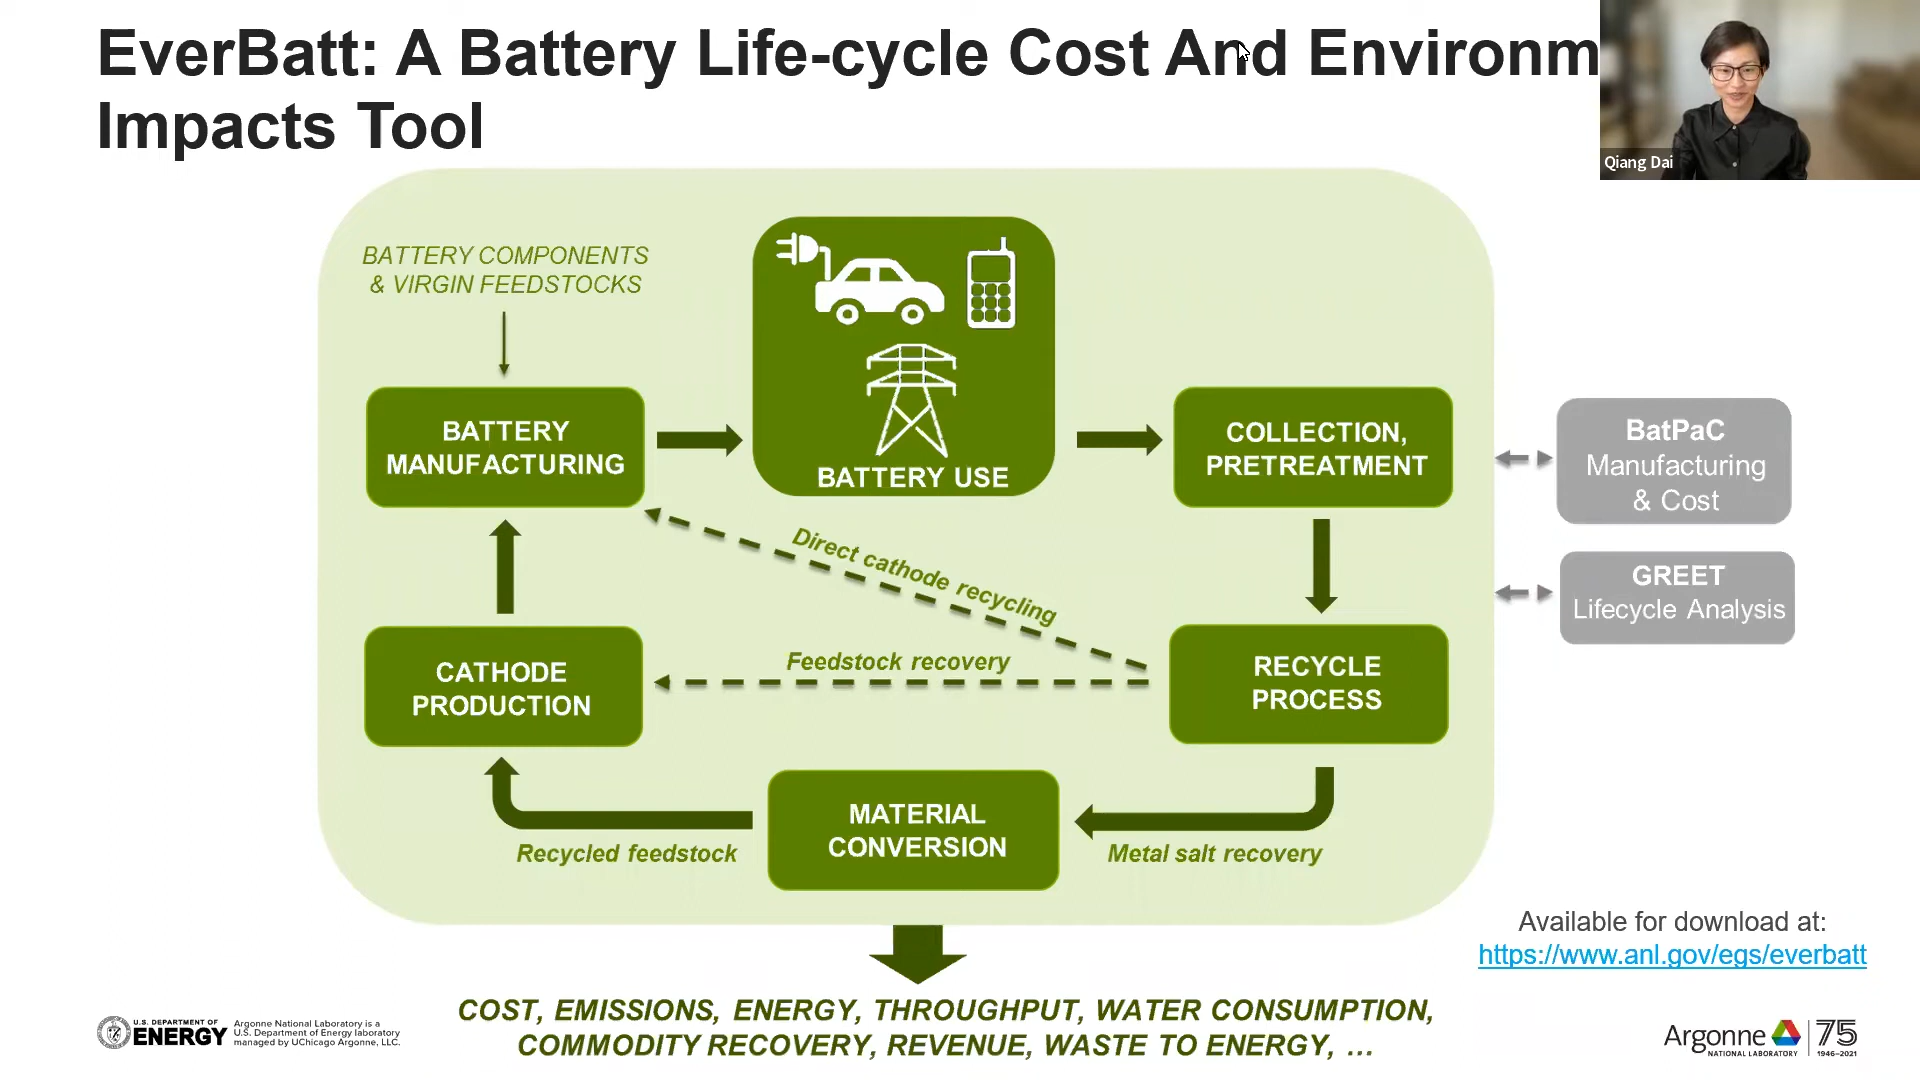 EverBatt: A Battery Life-cycle Cost And Environm
Impacts Tool
Qiang Dai
BATTERY COMPONENTS
& VIRGIN FEEDSTOCKS
BATTERY
MANUFACTURING
BATTERY USE
COLLECTION,
PRETREATMENT
BatPaC
Manufacturing
& Cost
Direct cathode recycling
GREET
Lifecycle Analysis
Feedstock recovery
CATHODE
PRODUCTION
RECYCLE
PROCESS
MATERIAL
CONVERSION
Recycled feedstock
Metal salt recovery
Available for download at:
https://www.anl.gov/egs/everbatt
COST, EMISSIONS, ENERGY, THROUGHPUT, WATER CONSUMPTION,
COMMODITY RECOVERY, REVENUE, WASTE TO ENERGY, ...
U.S. DEPARTMENT OF
ENERGY
Argonne National Laboratory is a
U.S. Department of Energy laboratory
managed by UChicago Argonne, LLC.
Argonne
NATIONAL LABORATORY
75
1946–2021